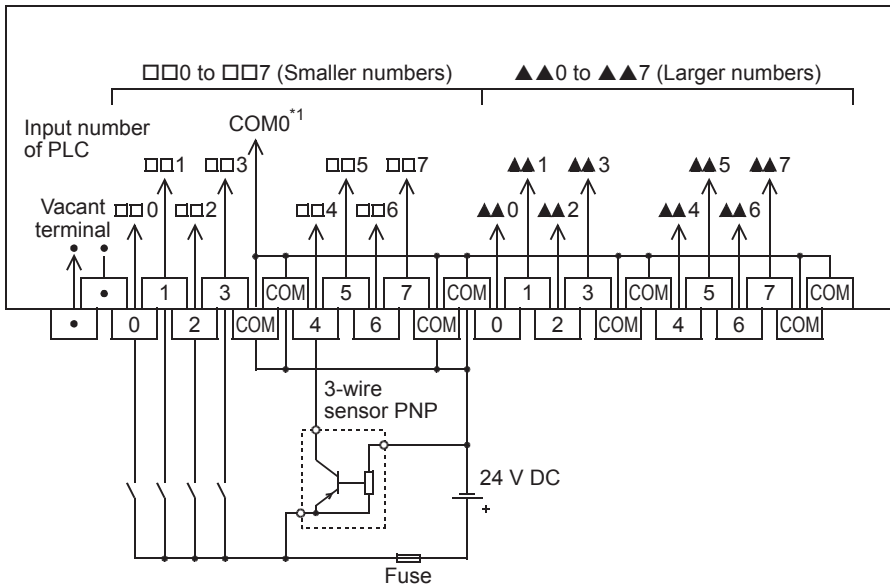 □□0 to □□7 (Smaller numbers) ▲▲0 to ▲▲7 (Larger numbers)
Input number
of PLC
COM0*1
□□1 □□3 □□5 □□7 ▲▲1 ▲▲3 ▲▲5 ▲▲7
Vacant
terminal
□□0 □□2 □□4 □□6 ▲▲0 ▲▲2 ▲▲4 ▲▲6
• •
• 1 3 COM 5 7 COM 1 3 COM 5 7 COM
• 0 2 COM 4 6 COM 0 2 COM 4 6 COM
3-wire
sensor PNP
24 V DC
+
Fuse